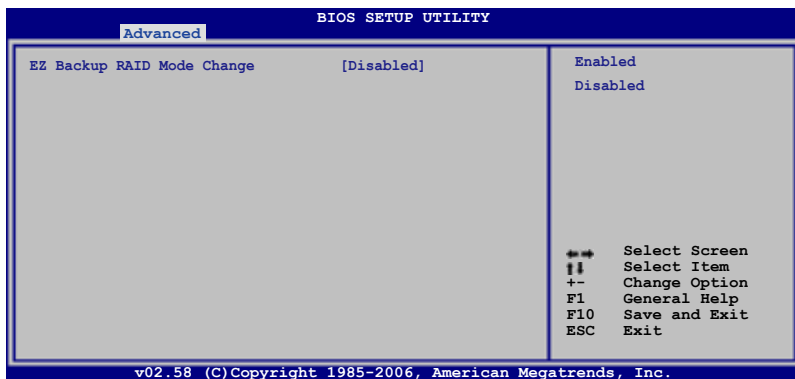 BIOS SETUP UTILITY
Advanced
EZ Backup RAID Mode Change [Disabled]
Enabled
Disabled
Select Screen
Select Item
+- Change Option
F1 General Help
F10 Save and Exit
ESC Exit
v02.58 (C)Copyright 1985-2006, American Megatrends, Inc.